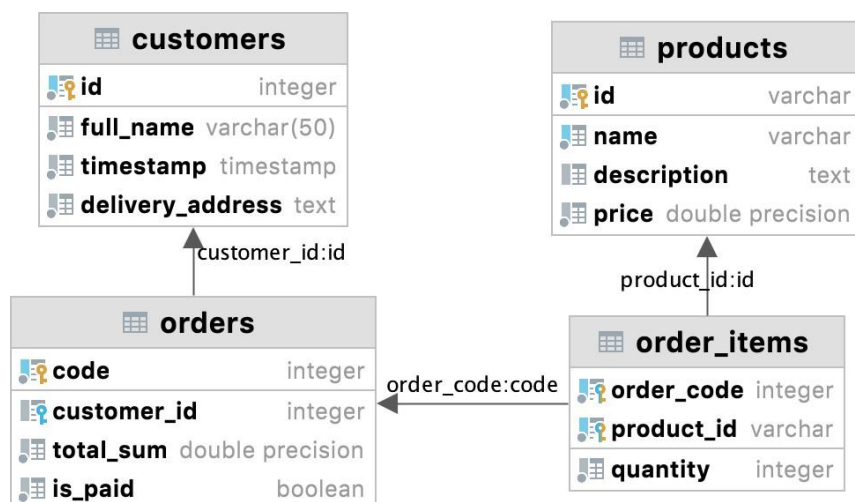 customers
id integer
full_name varchar(50)
timestamp timestamp
delivery_address text
products
id varchar
name varchar
description text
price double precision
customer_id:id
product_id:id
orders
code integer
customer_id integer
total_sum double precision
is_paid boolean
order_code:code
order_items
order_code integer
product_id varchar
quantity integer